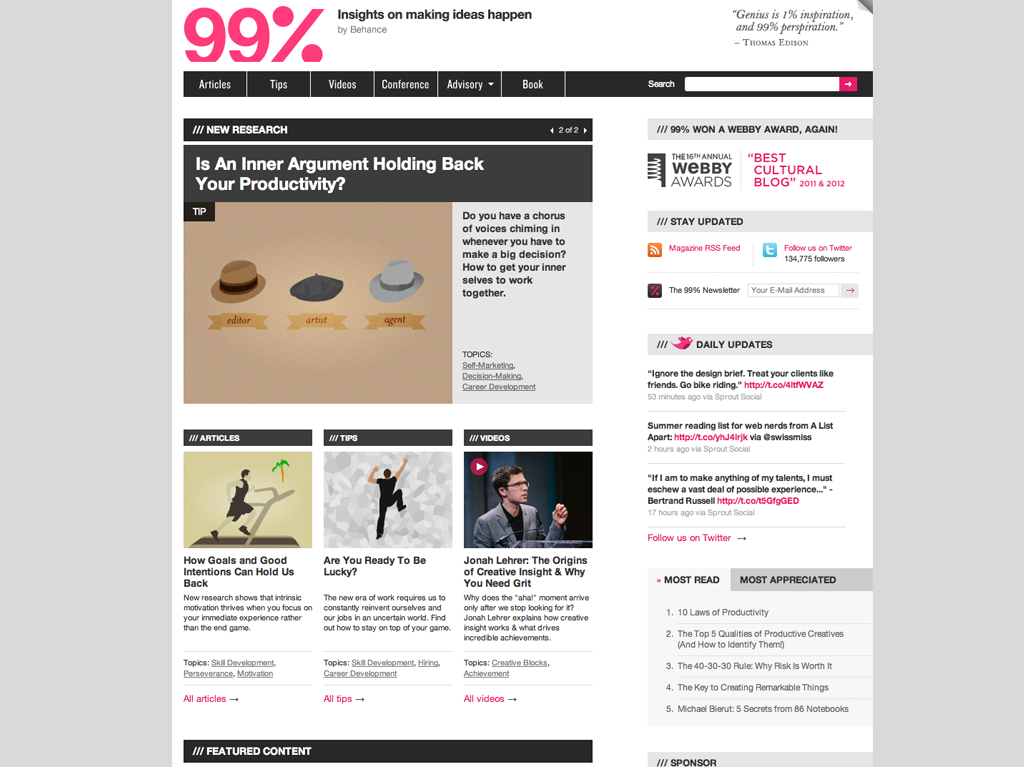 99%
Insights on making ideas happen
by Behance
“Genius is 1% inspiration,
and 99% perspiration.”
– Thomas Edison
Articles Tips Videos Conference Advisory Book Search
/// NEW RESEARCH 2 of 2
Is An Inner Argument Holding Back
Your Productivity?
TIP
editor artist agent
Do you have a chorus
of voices chiming in
whenever you have to
make a big decision?
How to get your inner
selves to work
together.
TOPICS:
Self-Marketing,
Decision-Making,
Career Development
/// ARTICLES
How Goals and Good
Intentions Can Hold Us
Back
New research shows that intrinsic
motivation thrives when you focus on
your immediate experience rather
than the end game.
Topics: Skill Development,
Perseverance, Motivation
All articles →
/// TIPS
Are You Ready To Be
Lucky?
The new era of work requires us to
constantly reinvent ourselves and
our jobs in an uncertain world. Find
out how to stay on top of your game.
Topics: Skill Development, Hiring,
Career Development
All tips →
/// VIDEOS
Jonah Lehrer: The Origins
of Creative Insight & Why
You Need Grit
Why does the "aha!" moment arrive
only after we stop looking for it?
Jonah Lehrer explains how creative
insight works & what drives
incredible achievements.
Topics: Creative Blocks,
Achievement
All videos →
/// FEATURED CONTENT
/// 99% WON A WEBBY AWARD, AGAIN!
THE 16TH ANNUAL
WEBBY
AWARDS
“BEST
CULTURAL
BLOG” 2011 & 2012
/// STAY UPDATED
Magazine RSS Feed
Follow us on Twitter
134,775 followers
The 99% Newsletter Your E-Mail Address →
/// DAILY UPDATES
“Ignore the design brief. Treat your clients like
friends. Go bike riding.” http://t.co/4ltfWVAZ
53 minutes ago via Sprout Social
Summer reading list for web nerds from A List
Apart: http://t.co/yhJ4lrjk via @swissmiss
2 hours ago via Sprout Social
"If I am to make anything of my talents, I must
eschew a vast deal of possible experience..." -
Bertrand Russell http://t.co/t5GfgGED
17 hours ago via Sprout Social
Follow us on Twitter →
» MOST READ MOST APPRECIATED
1. 10 Laws of Productivity
2. The Top 5 Qualities of Productive Creatives
(And How to Identify Them!)
3. The 40-30-30 Rule: Why Risk Is Worth It
4. The Key to Creating Remarkable Things
5. Michael Bierut: 5 Secrets from 86 Notebooks
/// SPONSOR